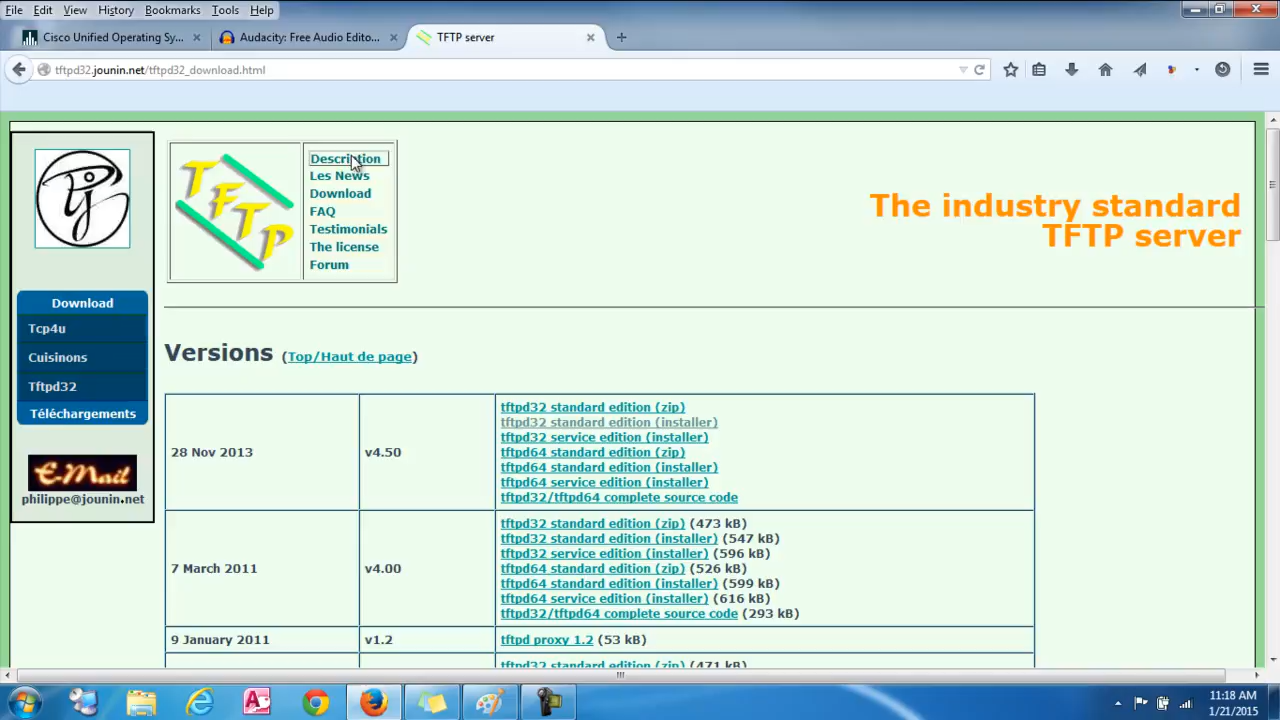 File Edit View History Bookmarks Tools Help
Cisco Unified Operating Sy... × Audacity: Free Audio Edito... × TFTP server ×
tftpd32.jounin.net/tftpd32_download.html
TFTP
Description
Les News
Download
FAQ
Testimonials
The license
Forum
The industry standard
TFTP server
Download
Tcp4u
Cuisinons
Tftpd32
Téléchargements
E-Mail
philippe@jounin.net
Versions (Top/Haut de page)
28 Nov 2013 v4.50
tftpd32 standard edition (zip)
tftpd32 standard edition (installer)
tftpd32 service edition (installer)
tftpd64 standard edition (zip)
tftpd64 standard edition (installer)
tftpd64 service edition (installer)
tftpd32/tftpd64 complete source code
7 March 2011 v4.00
tftpd32 standard edition (zip) (473 kB)
tftpd32 standard edition (installer) (547 kB)
tftpd32 service edition (installer) (596 kB)
tftpd64 standard edition (zip) (526 kB)
tftpd64 standard edition (installer) (599 kB)
tftpd64 service edition (installer) (616 kB)
tftpd32/tftpd64 complete source code (293 kB)
9 January 2011 v1.2 tftpd proxy 1.2 (53 kB)
tftpd32 standard edition (zip) (471 kB)
11:18 AM
1/21/2015